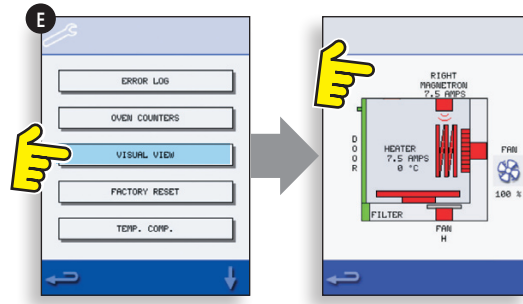 E
ERROR LOG
OVEN COUNTERS
VISUAL VIEW
FACTORY RESET
TEMP. COMP.
RIGHT
MAGNETRON
7.5 AMPS
DOOR
HEATER
7.5 AMPS
0 °C
FAN
100 %
FILTER
FAN
H